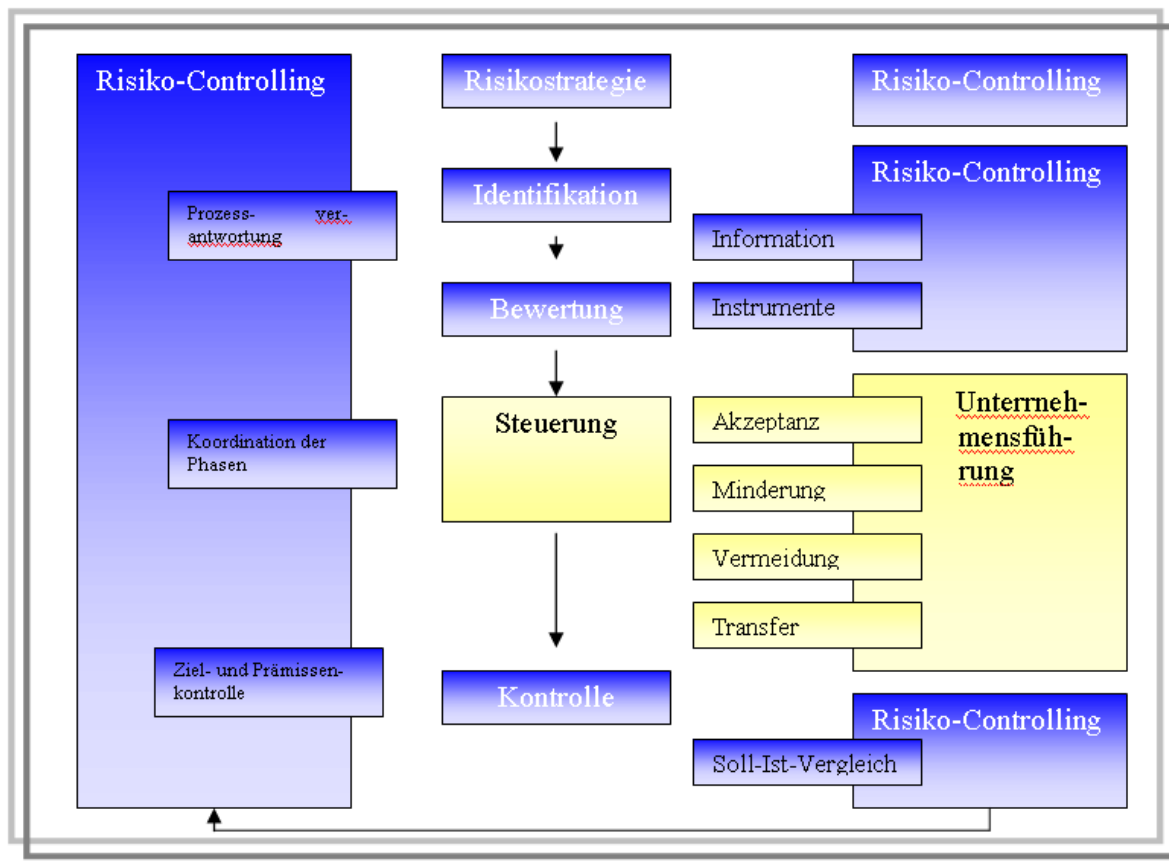 Risiko-Controlling
Prozess- ver-
antwortung
Koordination der
Phasen
Ziel- und Prämissen-
kontrolle
Risikostrategie
Identifikation
Bewertung
Steuerung
Kontrolle
Risiko-Controlling
Risiko-Controlling
Information
Instrumente
Unterrneh-
mensfüh-
rung
Akzeptanz
Minderung
Vermeidung
Transfer
Risiko-Controlling
Soll-Ist-Vergleich